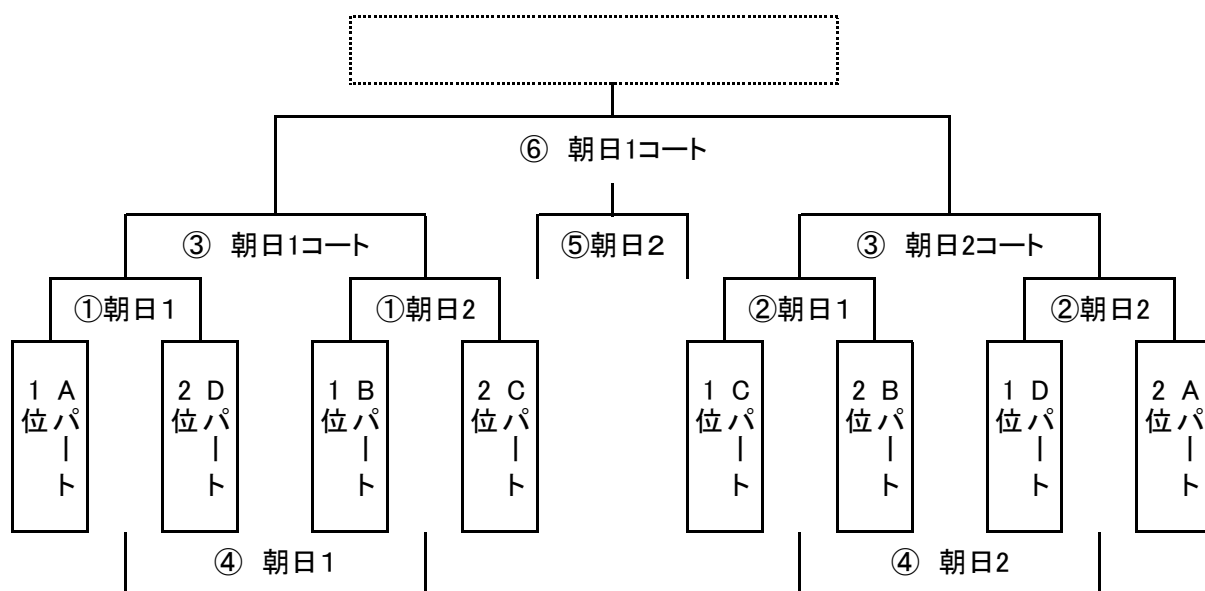 ⑥ 朝日1コート
③ 朝日1コート
⑤朝日２
③ 朝日2コート
①朝日１
①朝日2
②朝日1
②朝日2
Aパート
1位
Dパート
2位
Bパート
1位
Cパート
2位
Cパート
1位
Bパート
2位
Dパート
1位
Aパート
2位
④ 朝日１
④ 朝日2